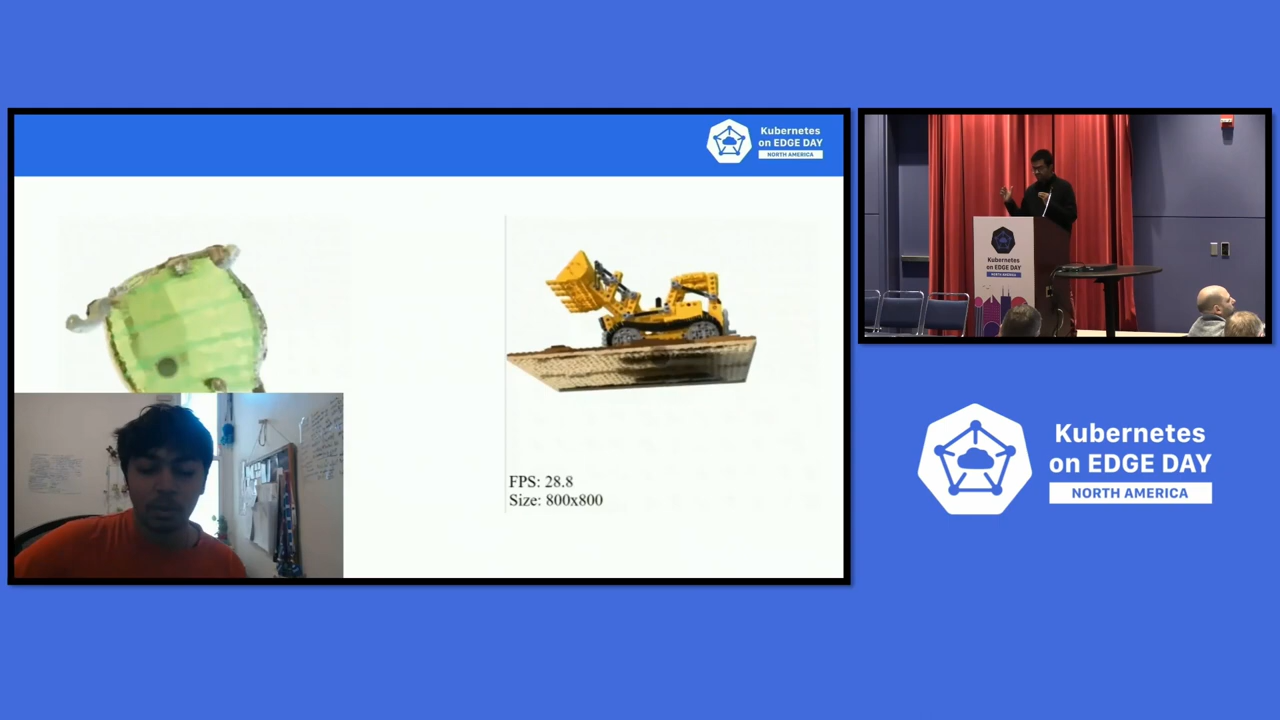 Kubernetes
on EDGE DAY
NORTH AMERICA
FPS: 28.8
Size: 800x800
Kubernetes
on EDGE DAY
NORTH AMERICA
Kubernetes
on EDGE DAY
NORTH AMERICA